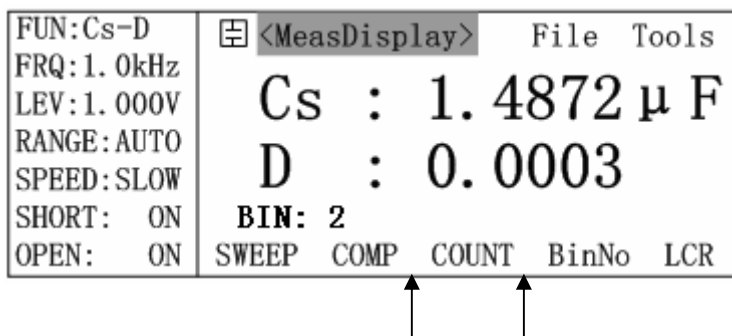 FUN:Cs-D
FRQ:1.0kHz
LEV:1.000V
RANGE:AUTO
SPEED:SLOW
SHORT: ON
OPEN: ON
<MeasDisplay> File Tools
Cs : 1.4872 μF
D : 0.0003
BIN: 2
SWEEP COMP COUNT BinNo LCR